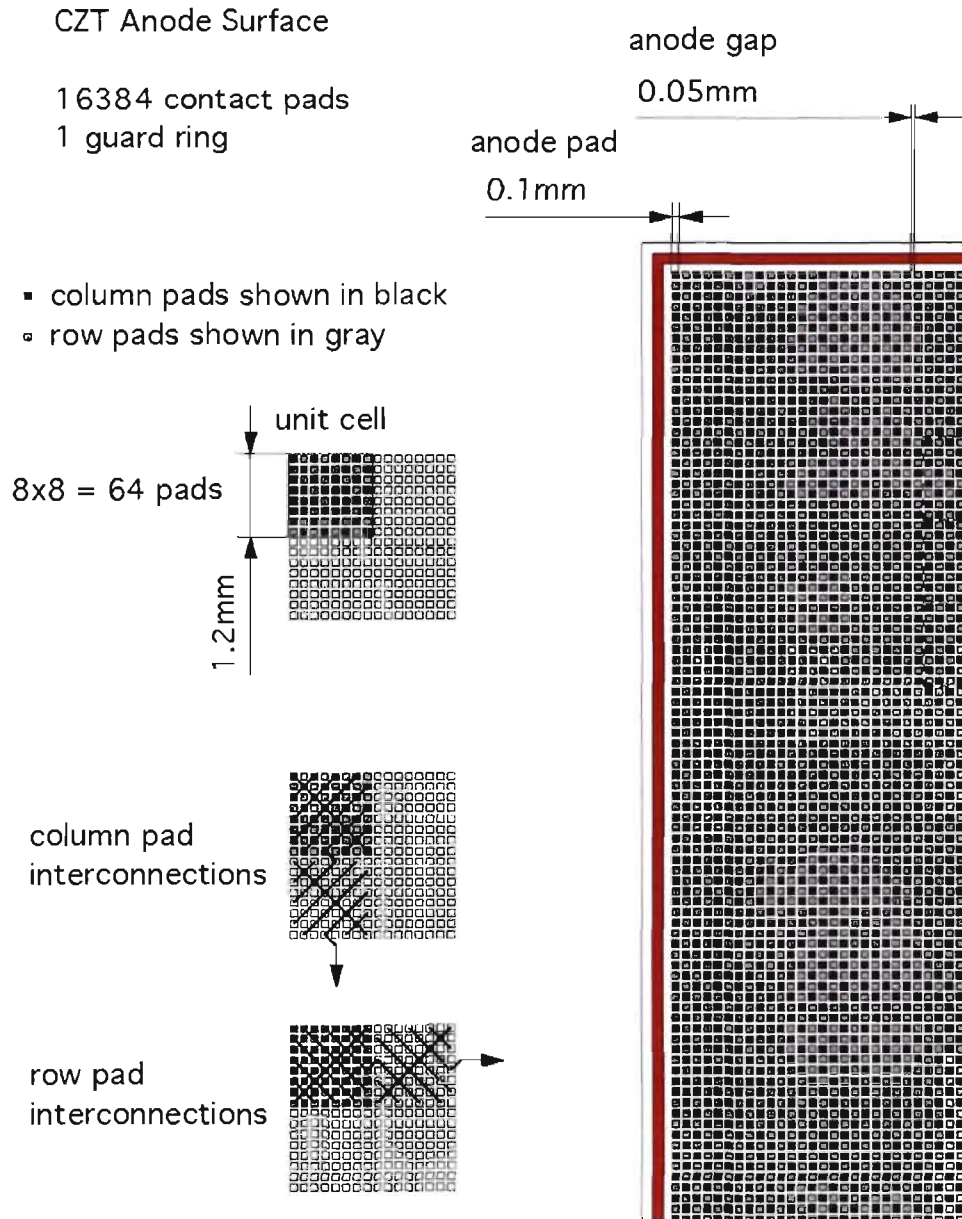 CZT Anode Surface
16384 contact pads
1 guard ring
anode gap
0.05mm
anode pad
0.1mm
column pads shown in black
row pads shown in gray
unit cell
8x8 = 64 pads
1.2mm
column pad
interconnections
row pad
interconnections